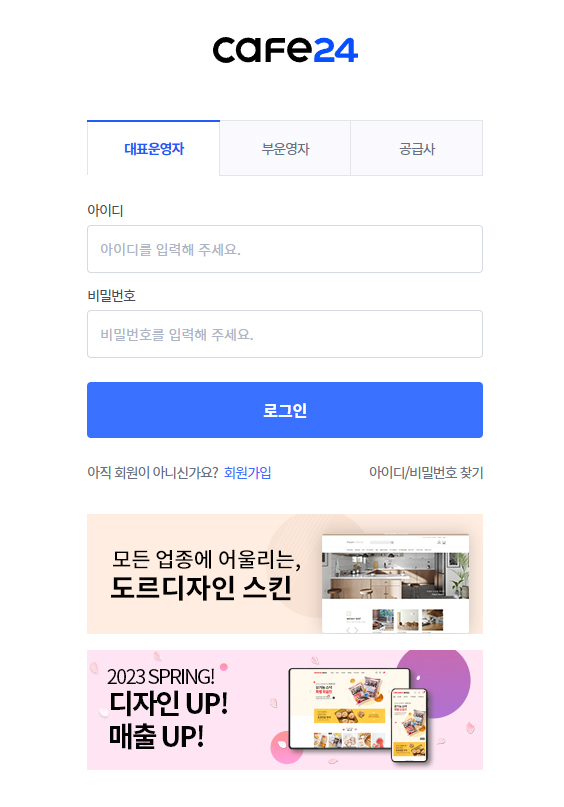 cafe24
대표운영자
부운영자
공급사
아이디
아이디를 입력해 주세요.
비밀번호
비밀번호를 입력해 주세요.
로그인
아직 회원이 아니신가요? 회원가입
아이디/비밀번호 찾기
모든 업종에 어울리는,
도르디자인 스킨
2023 SPRING!
디자인 UP!
매출 UP!